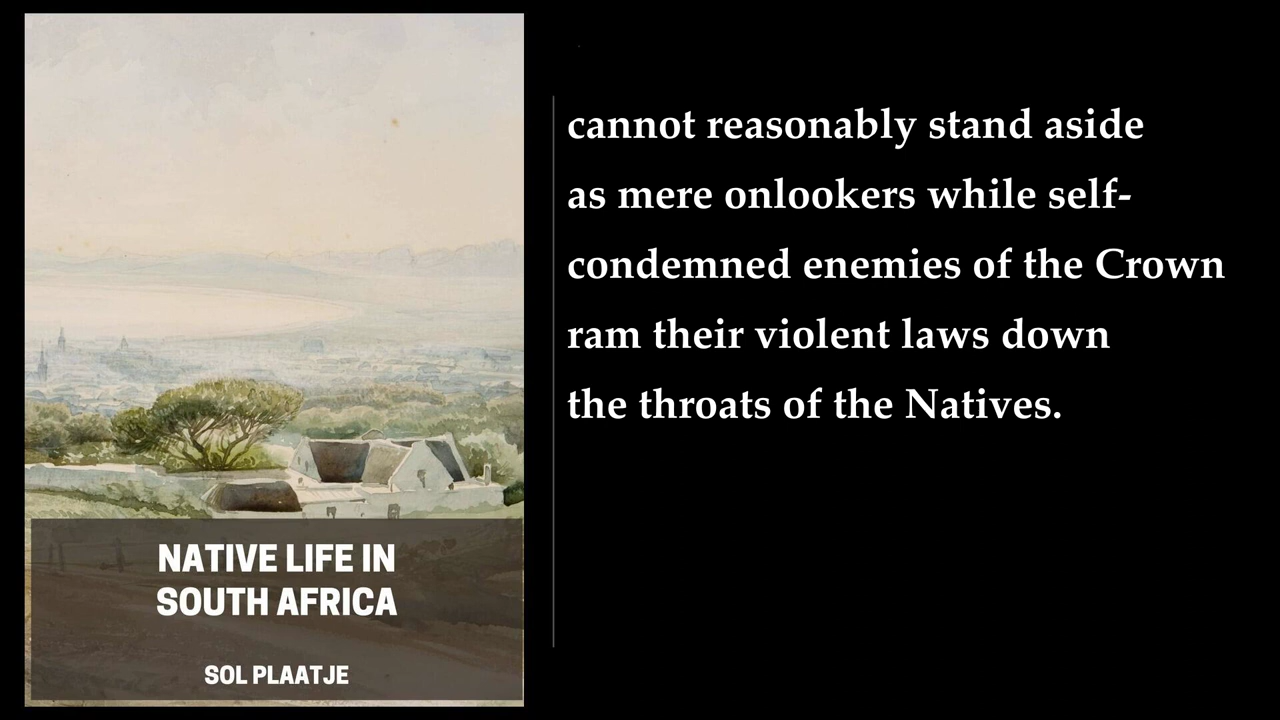 cannot reasonably stand aside
as mere onlookers while self-
condemned enemies of the Crown
ram their violent laws down
the throats of the Natives.
NATIVE LIFE IN
SOUTH AFRICA
SOL PLAATJE